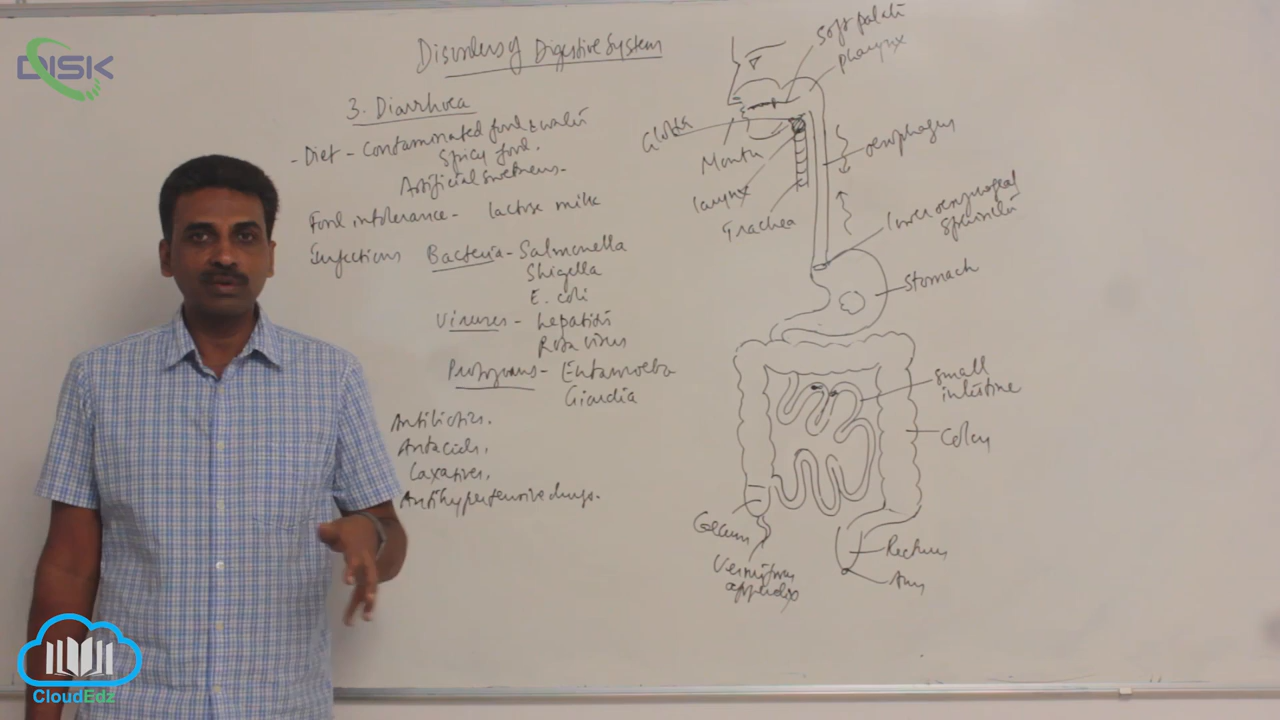 DISK
Disorders of Digestive System
3. Diarrhoea
- Diet - Contaminated food & water
Spicy food.
Artificial sweetness.
Food intolerance - lactose milk
Infections Bacteria - Salmonella
Shigella
E. coli
Viruses - hepatitis
Rota virus
Protozoans - Entamoeba
Giardia
Antibiotics.
Antacids,
Laxatives,
Antihypertensive drugs.
soft palate
pharynx
Mouth
larynx
Trachea
oesophagus
lower oesophageal
sphincter
stomach
small
intestine
Colon
Rectum
Anus
Vermiform
appendix
CloudEdz